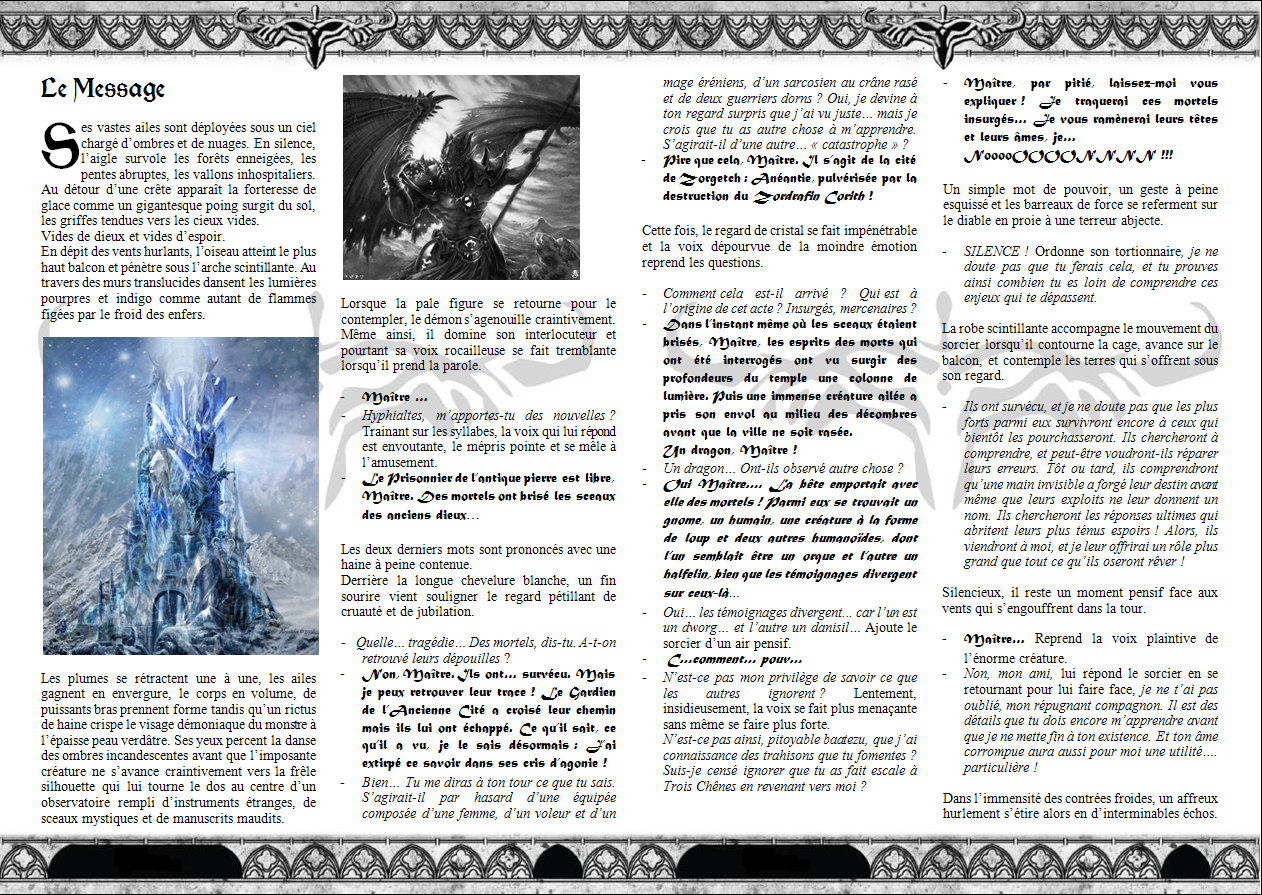 Le Message
Ses vastes ailes sont déployées sous un ciel
chargé d'ombres et de nuages. En silence,
l'aigle survole les forêts enneigées, les
pentes abruptes, les vallons inhospitaliers.
Au détour d'une crête apparaît la forteresse de
glace comme un gigantesque poing surgit du sol,
les griffes tendues vers les cieux vides.
Vides de dieux et vides d'espoir.
En dépit des vents hurlants, l'oiseau atteint le plus
haut balcon et pénètre sous l'arche scintillante. Au
travers des murs translucides dansent les lumières
pourpres et indigo comme autant de flammes
figées par le froid des enfers.
Les plumes se rétractent une à une, les ailes
gagnent en envergure, le corps en volume, de
puissants bras prennent forme tandis qu'un rictus
de haine crispe le visage démoniaque du monstre à
l'épaisse peau verdâtre. Ses yeux percent la danse
des ombres incandescentes avant que l'imposante
créature ne s'avance craintivement vers la frêle
silhouette qui lui tourne le dos au centre d'un
observatoire rempli d'instruments étranges, de
sceaux mystiques et de manuscrits maudits.
Lorsque la pale figure se retourne pour le
contempler, le démon s'agenouille craintivement.
Même ainsi, il domine son interlocuteur et
pourtant sa voix rocailleuse se fait tremblante
lorsqu'il prend la parole.
- Maître ...
- Hyphialtes, m'apportes-tu des nouvelles ?
Trainant sur les syllabes, la voix qui lui répond
est envoutante, le mépris pointe et se mêle à
l'amusement.
- Le Prisonnier de l'antique pierre est libre,
Maître. Des mortels ont brisé les sceaux
des anciens dieux…
Les deux derniers mots sont prononcés avec une
haine à peine contenue.
Derrière la longue chevelure blanche, un fin
sourire vient souligner le regard pétillant de
cruauté et de jubilation.
- Quelle… tragédie… Des mortels, dis-tu. A-t-on
retrouvé leurs dépouilles ?
- Non, Maître. Ils ont... survécu. Mais
je peux retrouver leur trace ! Le Gardien
de l'Ancienne Cité a croisé leur chemin
mais ils lui ont échappé. Ce qu'il sait, ce
qu'il a vu, je le sais désormais ; J'ai
extirpé ce savoir dans ses cris d'agonie !
- Bien… Tu me diras à ton tour ce que tu sais.
S'agirait-il par hasard d'une équipée
composée d'une femme, d'un voleur et d'un
mage éréniens, d'un sarcosien au crâne rasé
et de deux guerriers dorns ? Oui, je devine à
ton regard surpris que j'ai vu juste… mais je
crois que tu as autre chose à m'apprendre.
S'agirait-il d'une autre… « catastrophe » ?
- Pire que cela, Maître. Il s'agit de la cité
de Zorgetch ; Anéantie, pulvérisée par la
destruction du Zordrafin Corith !
Cette fois, le regard de cristal se fait impénétrable
et la voix dépourvue de la moindre émotion
reprend les questions.
- Comment cela est-il arrivé ? Qui est à
l'origine de cet acte ? Insurgés, mercenaires ?
- Dans l'instant même où les sceaux étaient
brisés, Maître, les esprits des morts qui
ont été interrogés ont vu surgir des
profondeurs du temple une colonne de
lumière. Puis une immense créature ailée a
pris son envol au milieu des décombres
avant que la ville ne soit rasée.
Un dragon, Maître !
- Un dragon… Ont-ils observé autre chose ?
- Oui Maître.... La bête emportait avec
elle des mortels ! Parmi eux se trouvait un
gnome, un humain, une créature à la forme
de loup et deux autres humanoïdes, dont
l'un semblait être un orque et l'autre un
halfelin, bien que les témoignages divergent
sur ceux-là…
- Oui… les témoignages divergent… car l'un est
un dworg… et l'autre un danisil… Ajoute le
sorcier d'un air pensif.
- C...comment... pouv...
- N'est-ce pas mon privilège de savoir ce que
les autres ignorent ? Lentement,
insidieusement, la voix se fait plus menaçante
sans même se faire plus forte.
N'est-ce pas ainsi, pitoyable baatezu, que j'ai
connaissance des trahisons que tu fomentes ?
Suis-je censé ignorer que tu as fait escale à
Trois Chênes en revenant vers moi ?
- Maître, par pitié, laissez-moi vous
expliquer ! Je traquerai ces mortels
insurgés... Je vous ramènerai leurs têtes
et leurs âmes, je...
NooooOOOONNNN !!!
Un simple mot de pouvoir, un geste à peine
esquissé et les barreaux de force se referment sur
le diable en proie à une terreur abjecte.
- SILENCE ! Ordonne son tortionnaire, je ne
doute pas que tu ferais cela, et tu prouves
ainsi combien tu es loin de comprendre ces
enjeux qui te dépassent.
La robe scintillante accompagne le mouvement du
sorcier lorsqu'il contourne la cage, avance sur le
balcon, et contemple les terres qui s'offrent sous
son regard.
- Ils ont survécu, et je ne doute pas que les plus
forts parmi eux survivront encore à ceux qui
bientôt les pourchasseront. Ils chercheront à
comprendre, et peut-être voudront-ils réparer
leurs erreurs. Tôt ou tard, ils comprendront
qu'une main invisible a forgé leur destin avant
même que leurs exploits ne leur donnent un
nom. Ils chercheront les réponses ultimes qui
abritent leurs plus ténus espoirs ! Alors, ils
viendront à moi, et je leur offrirai un rôle plus
grand que tout ce qu'ils oseront rêver !
Silencieux, il reste un moment pensif face aux
vents qui s'engouffrent dans la tour.
- Maître... Reprend la voix plaintive de
l'énorme créature.
- Non, mon ami, lui répond le sorcier en se
retournant pour lui faire face, je ne t'ai pas
oublié, mon répugnant compagnon. Il est des
détails que tu dois encore m'apprendre avant
que je ne mette fin à ton existence. Et ton âme
corrompue aura aussi pour moi une utilité….
particulière !
Dans l'immensité des contrées froides, un affreux
hurlement s'étire alors en d'interminables échos.